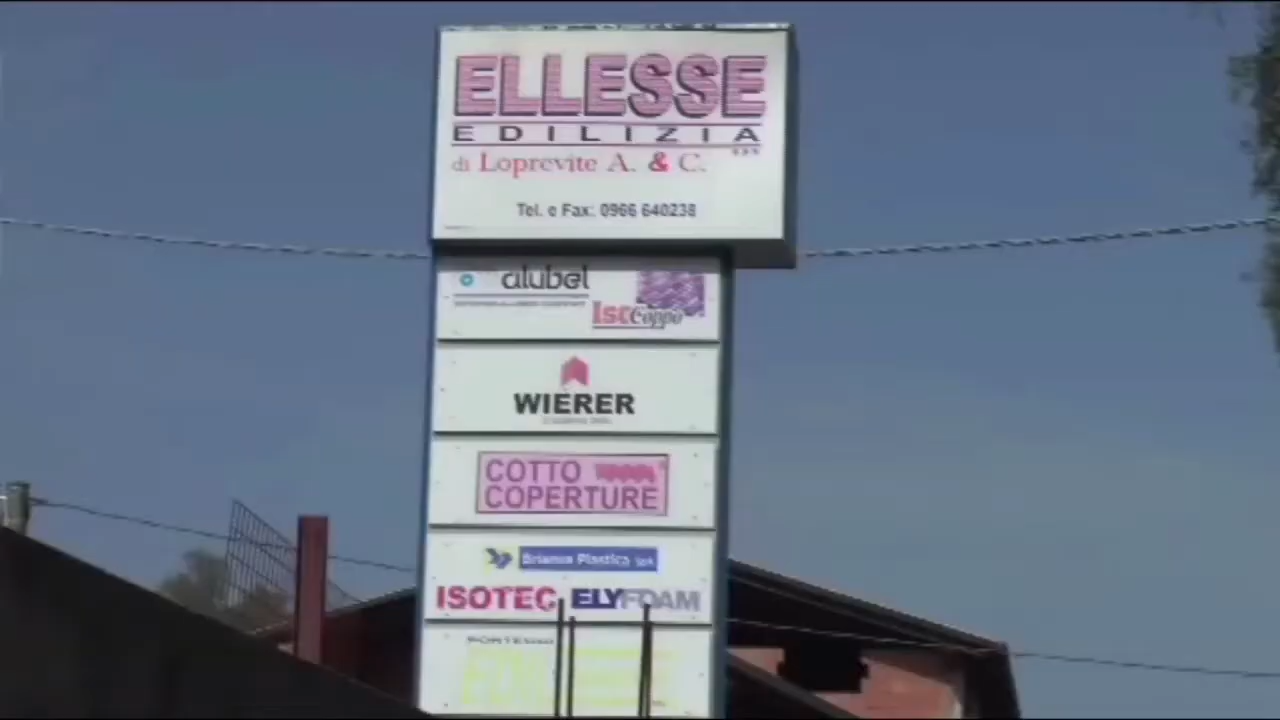 ELLESSE
EDILIZIA
di Loprevite A. & C.
Tel. e Fax: 0966 640238
alubel
IsoCoppo
WIERER
COTTO
COPERTURE
Brianza Plastica SpA
ISOTEC ELYFOAM